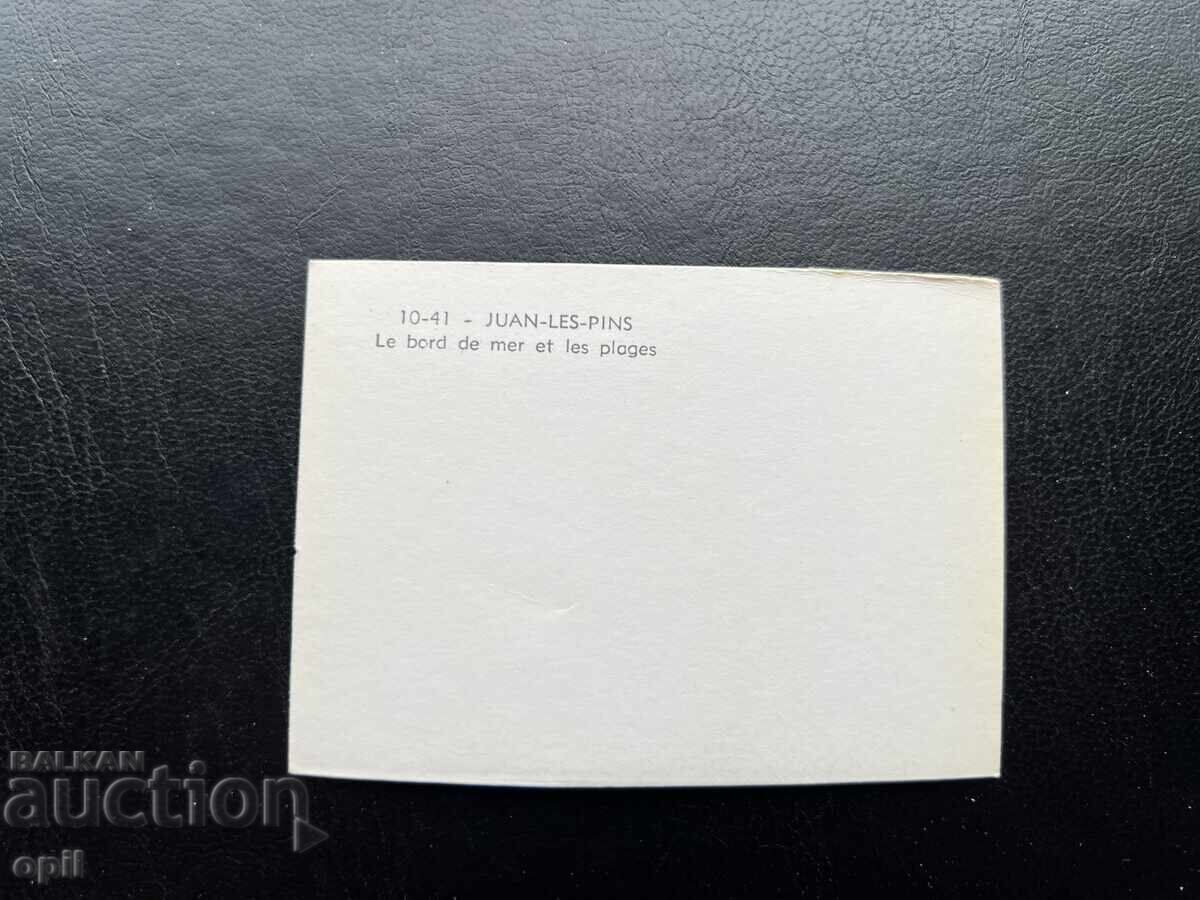 10-41 - JUAN-LES-PINS
Le bord de mer et les plages
BALKAN
auction
opil